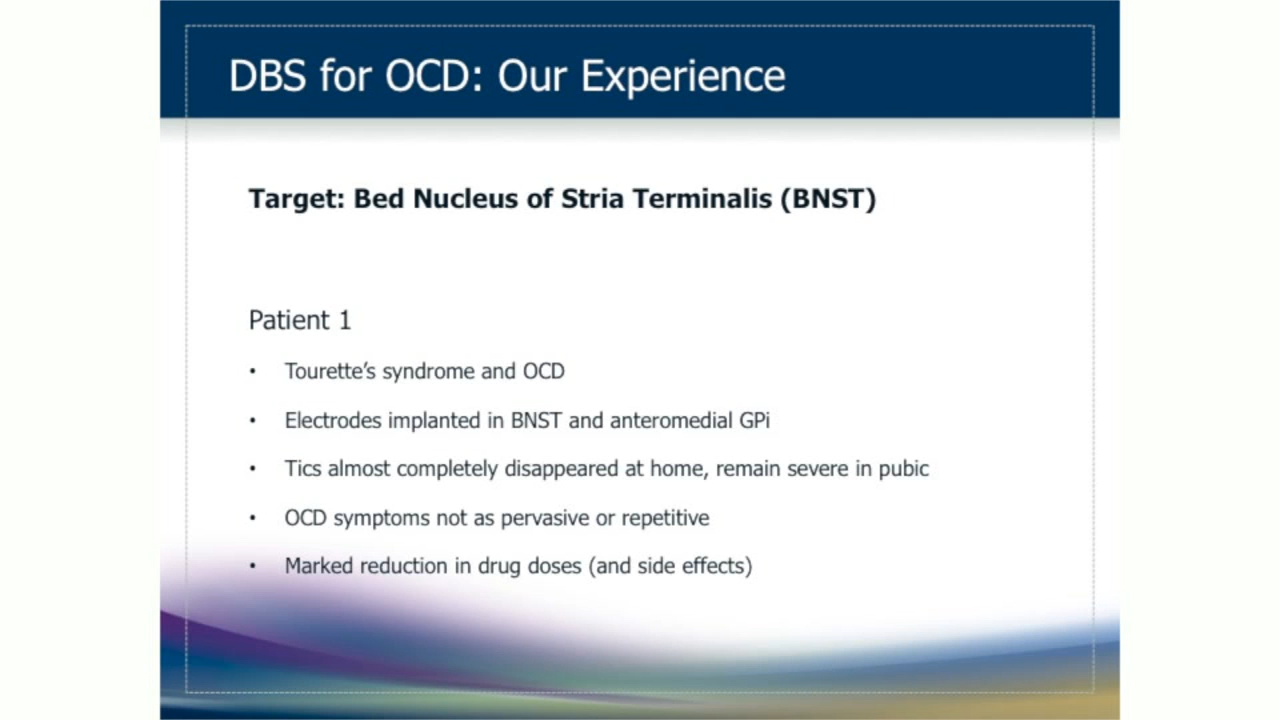 DBS for OCD: Our Experience
Target: Bed Nucleus of Stria Terminalis (BNST)
Patient 1
• Tourette’s syndrome and OCD
• Electrodes implanted in BNST and anteromedial GPi
• Tics almost completely disappeared at home, remain severe in pubic
• OCD symptoms not as pervasive or repetitive
• Marked reduction in drug doses (and side effects)